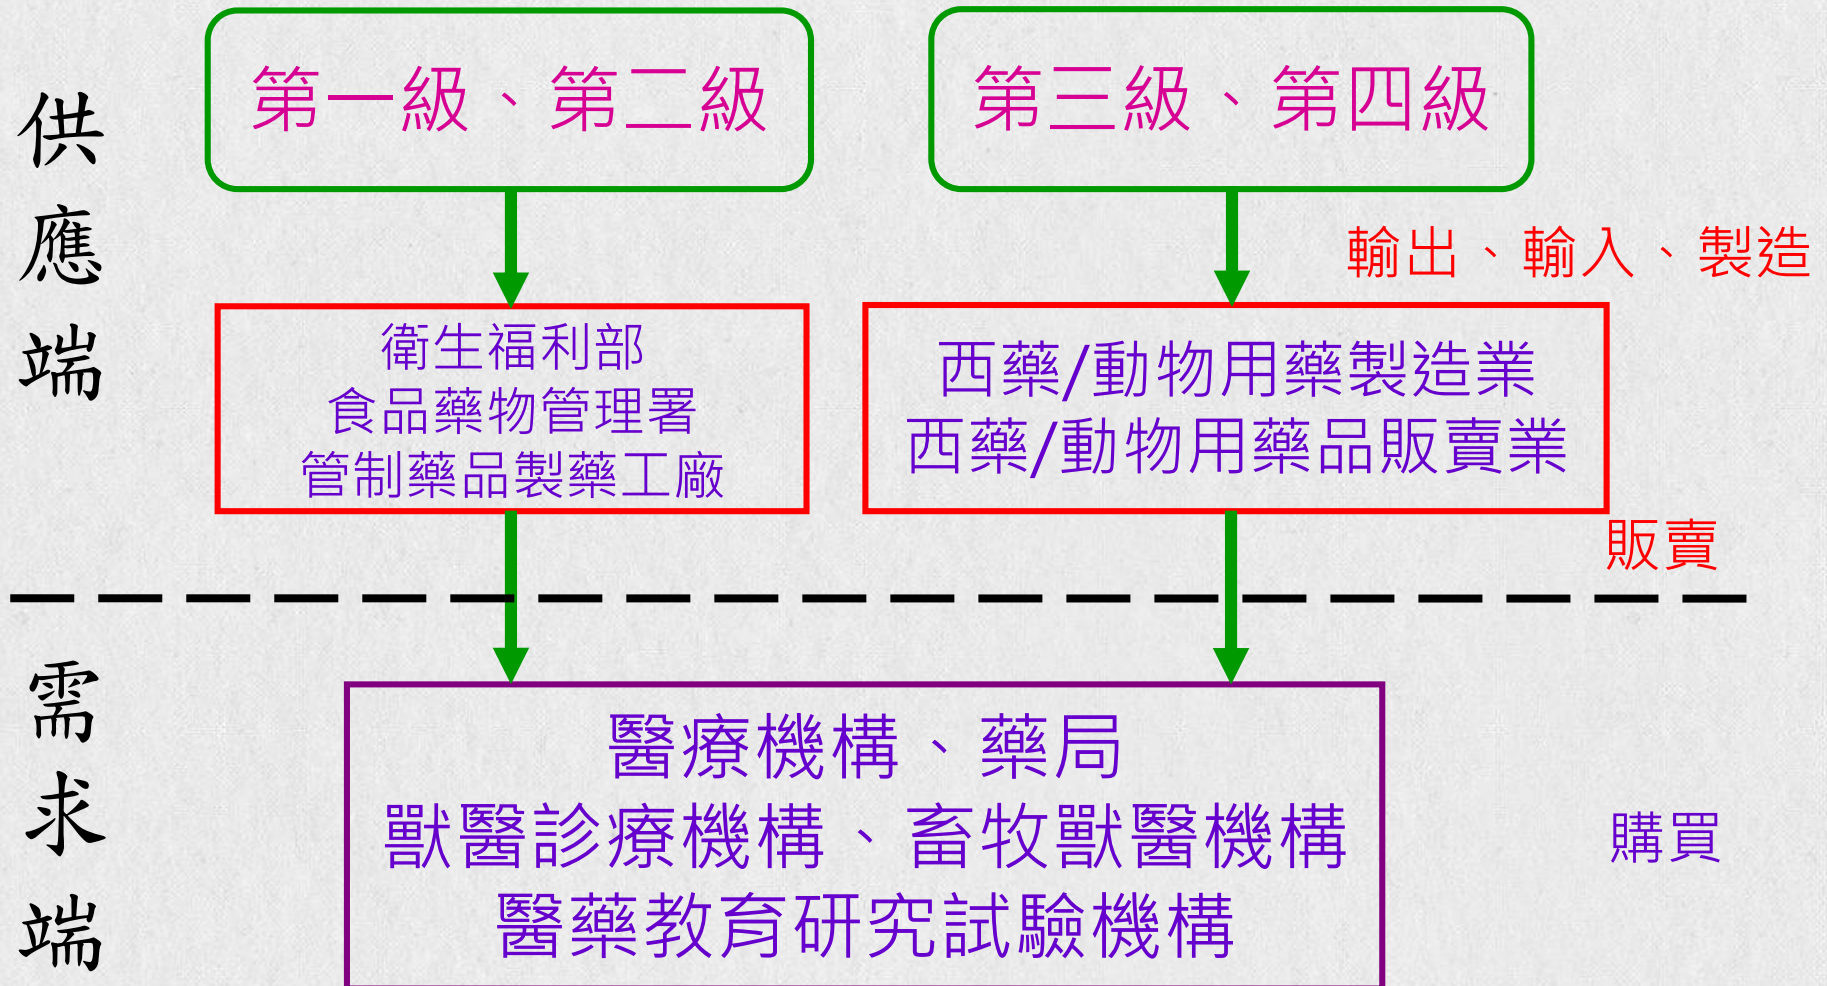 供應端
第一級、第二級
第三級、第四級
輸出、輸入、製造
衛生福利部
食品藥物管理署
管制藥品製藥工廠
西藥/動物用藥製造業
西藥/動物用藥品販賣業
販賣
需求端
醫療機構、藥局
獸醫診療機構、畜牧獸醫機構
醫藥教育研究試驗機構
購買